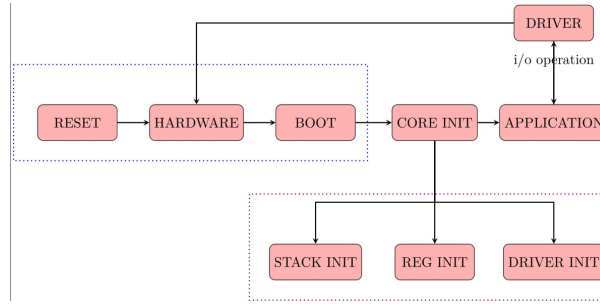 DRIVER
i/o operation
RESET
HARDWARE
BOOT
CORE INIT
APPLICATION
STACK INIT
REG INIT
DRIVER INIT